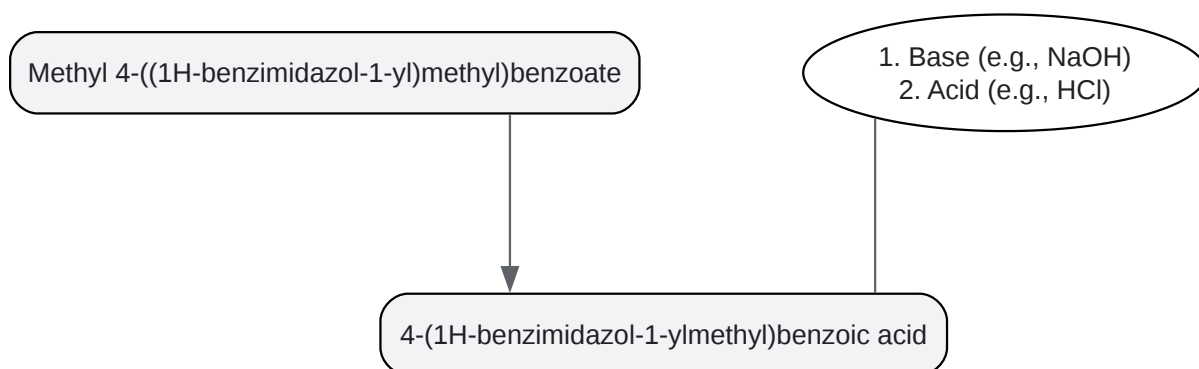 Methyl 4-((1H-benzimidazol-1-yl)methyl)benzoate
1. Base (e.g., NaOH)
2. Acid (e.g., HCl)
4-(1H-benzimidazol-1-ylmethyl)benzoic acid